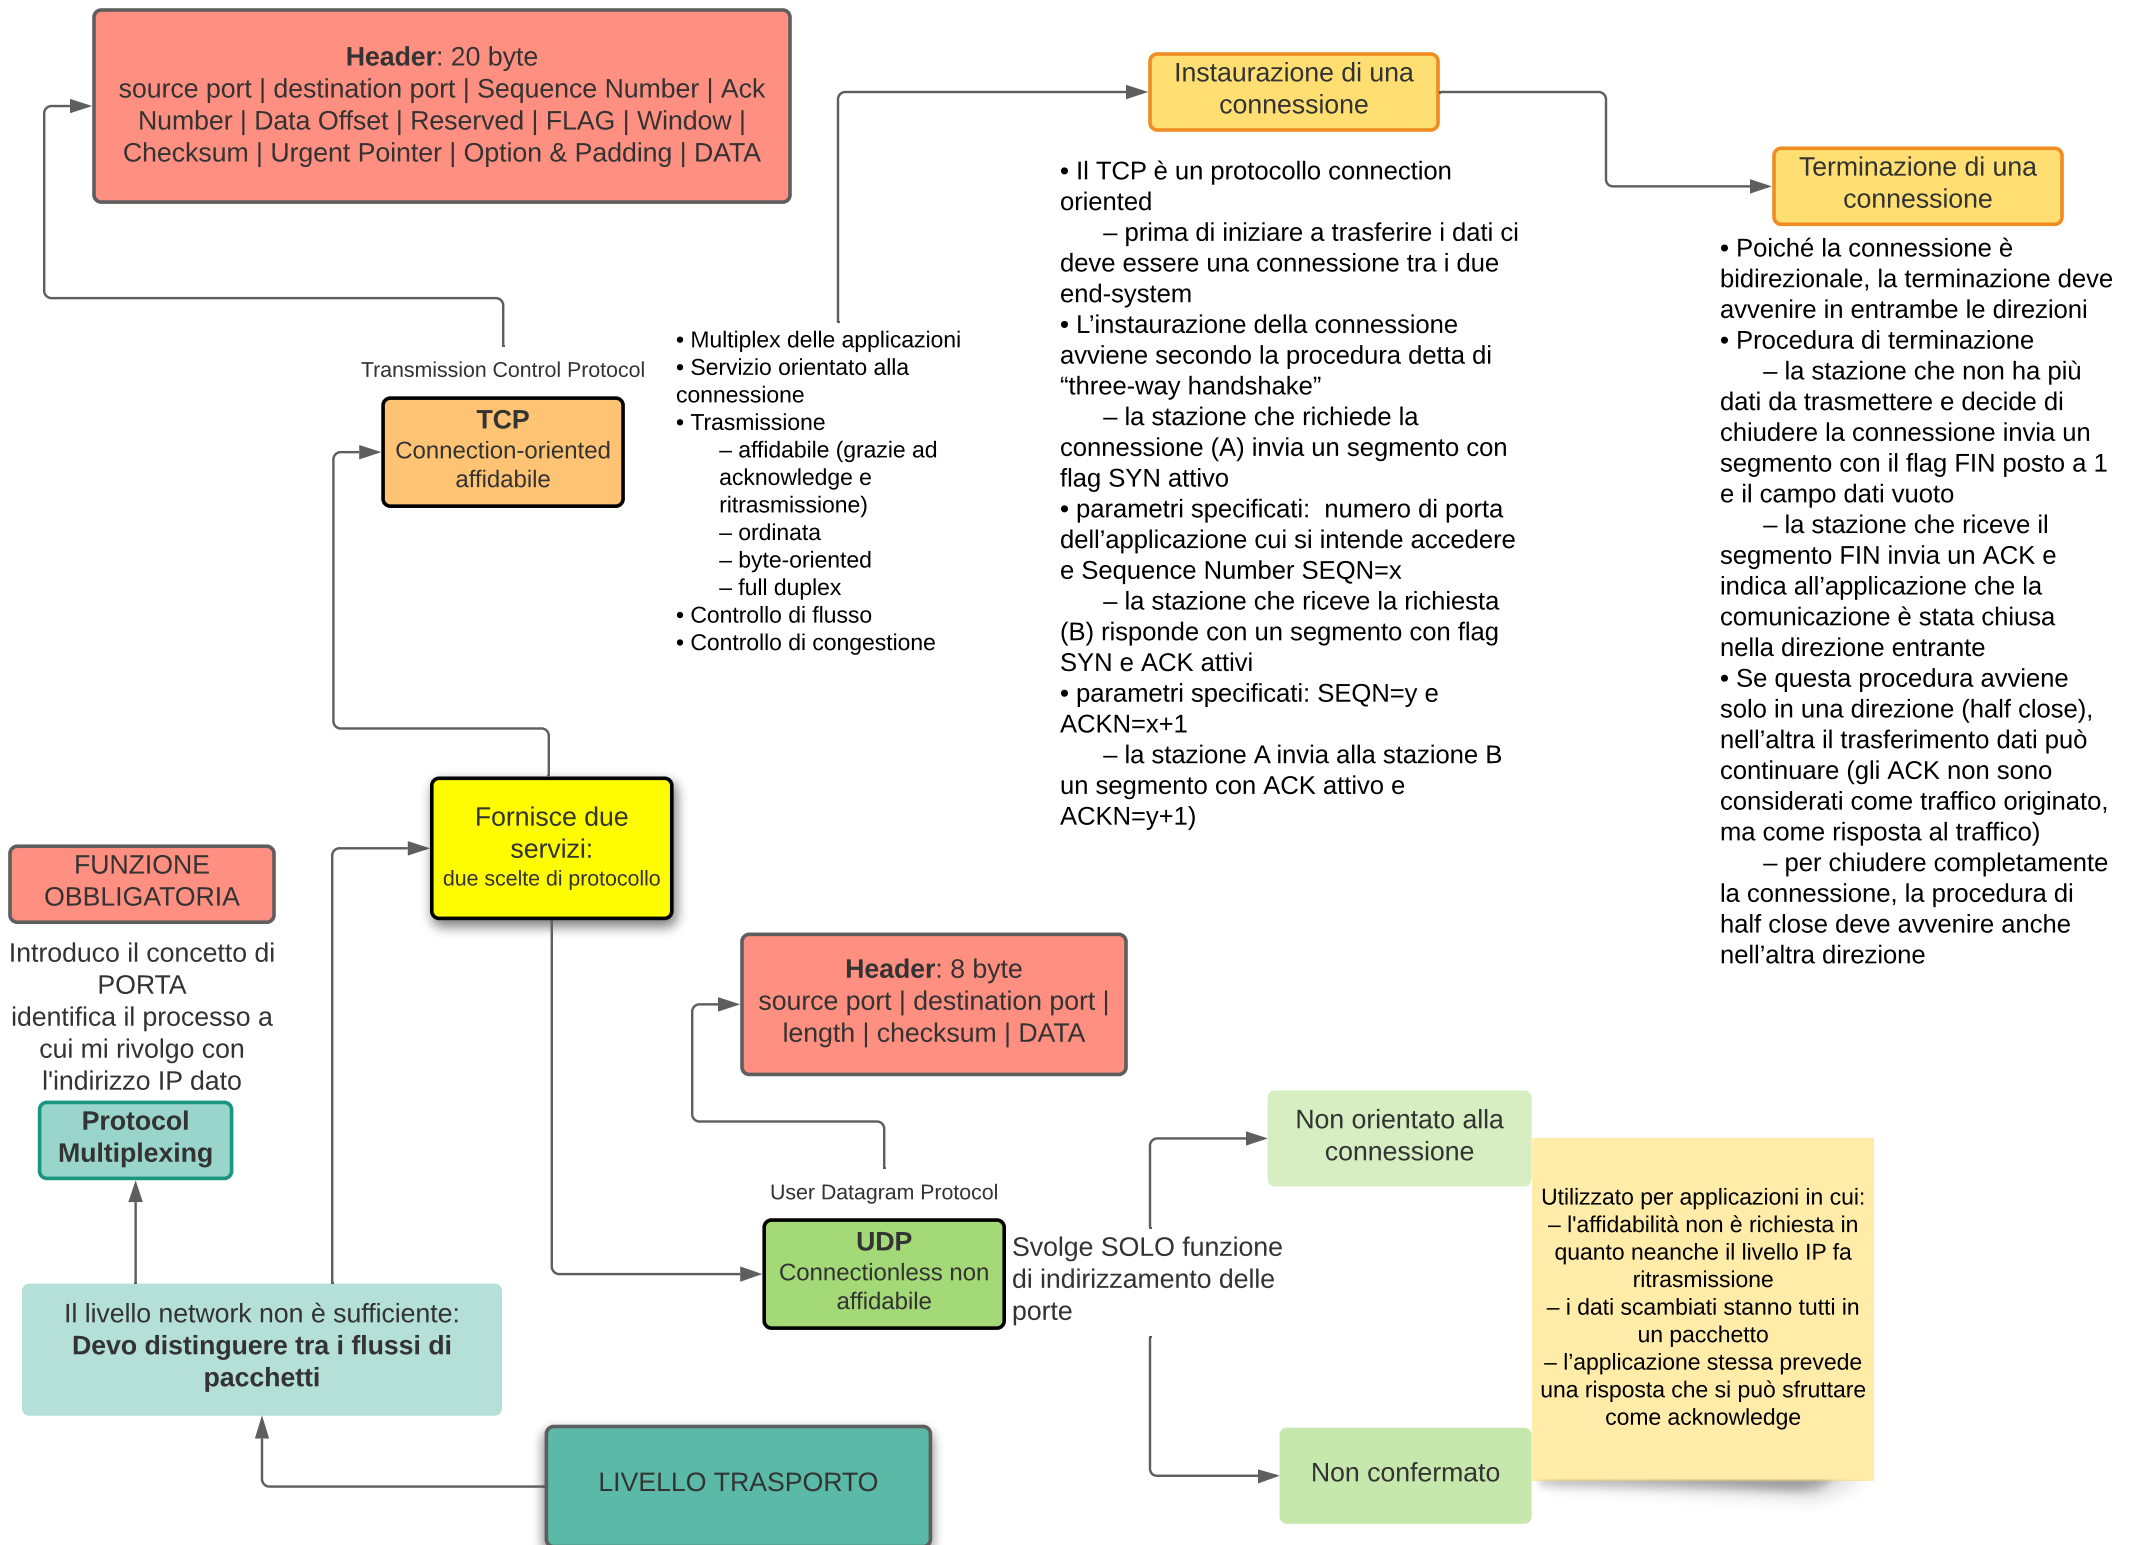 Header: 20 byte
source port | destination port | Sequence Number | Ack
Number | Data Offset | Reserved | FLAG | Window |
Checksum | Urgent Pointer | Option & Padding | DATA
Transmission Control Protocol
TCP
Connection-oriented
affidabile
• Multiplex delle applicazioni
• Servizio orientato alla
connessione
• Trasmissione
– affidabile (grazie ad
acknowledge e
ritrasmissione)
– ordinata
– byte-oriented
– full duplex
• Controllo di flusso
• Controllo di congestione
Instaurazione di una
connessione
• Il TCP è un protocollo connection
oriented
– prima di iniziare a trasferire i dati ci
deve essere una connessione tra i due
end-system
• L’instaurazione della connessione
avviene secondo la procedura detta di
“three-way handshake”
– la stazione che richiede la
connessione (A) invia un segmento con
flag SYN attivo
• parametri specificati:  numero di porta
dell’applicazione cui si intende accedere
e Sequence Number SEQN=x
– la stazione che riceve la richiesta
(B) risponde con un segmento con flag
SYN e ACK attivi
• parametri specificati: SEQN=y e
ACKN=x+1
– la stazione A invia alla stazione B
un segmento con ACK attivo e
ACKN=y+1)
Terminazione di una
connessione
• Poiché la connessione è
bidirezionale, la terminazione deve
avvenire in entrambe le direzioni
• Procedura di terminazione
– la stazione che non ha più
dati da trasmettere e decide di
chiudere la connessione invia un
segmento con il flag FIN posto a 1
e il campo dati vuoto
– la stazione che riceve il
segmento FIN invia un ACK e
indica all’applicazione che la
comunicazione è stata chiusa
nella direzione entrante
• Se questa procedura avviene
solo in una direzione (half close),
nell’altra il trasferimento dati può
continuare (gli ACK non sono
considerati come traffico originato,
ma come risposta al traffico)
– per chiudere completamente
la connessione, la procedura di
half close deve avvenire anche
nell’altra direzione
Fornisce due
servizi:
due scelte di protocollo
FUNZIONE
OBBLIGATORIA
Introduco il concetto di
PORTA
identifica il processo a
cui mi rivolgo con
l'indirizzo IP dato
Protocol
Multiplexing
Header: 8 byte
source port | destination port |
length | checksum | DATA
User Datagram Protocol
UDP
Connectionless non
affidabile
Svolge SOLO funzione
di indirizzamento delle
porte
Non orientato alla
connessione
Utilizzato per applicazioni in cui:
– l'affidabilità non è richiesta in
quanto neanche il livello IP fa
ritrasmissione
– i dati scambiati stanno tutti in
un pacchetto
– l’applicazione stessa prevede
una risposta che si può sfruttare
come acknowledge
Non confermato
Il livello network non è sufficiente:
Devo distinguere tra i flussi di
pacchetti
LIVELLO TRASPORTO